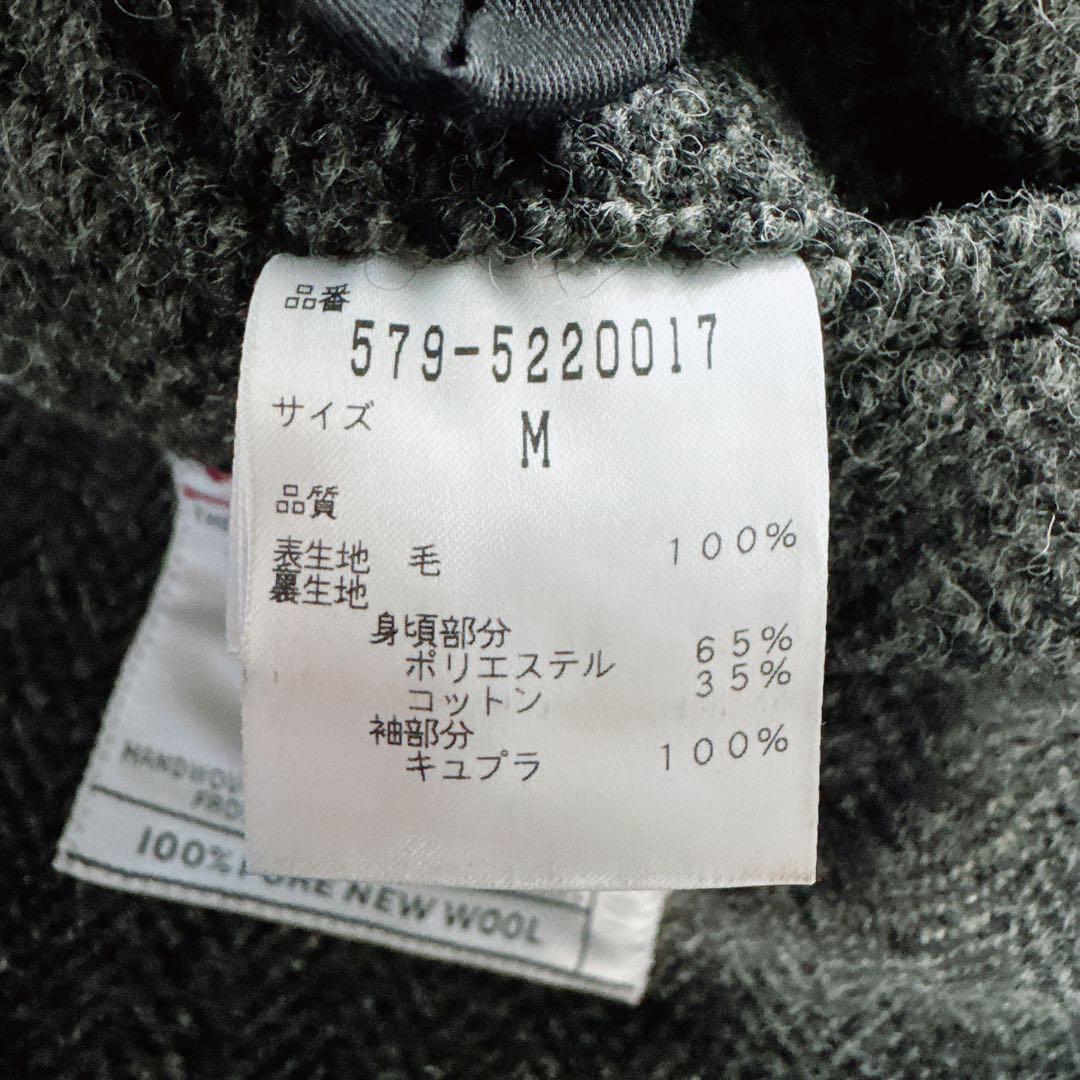 品番
579-5220017
サイズ
M
品質
表生地 毛 100%
裏生地
身頃部分
ポリエステル 65%
コットン 35%
袖部分
キュプラ 100%
100% PURE NEW WOOL